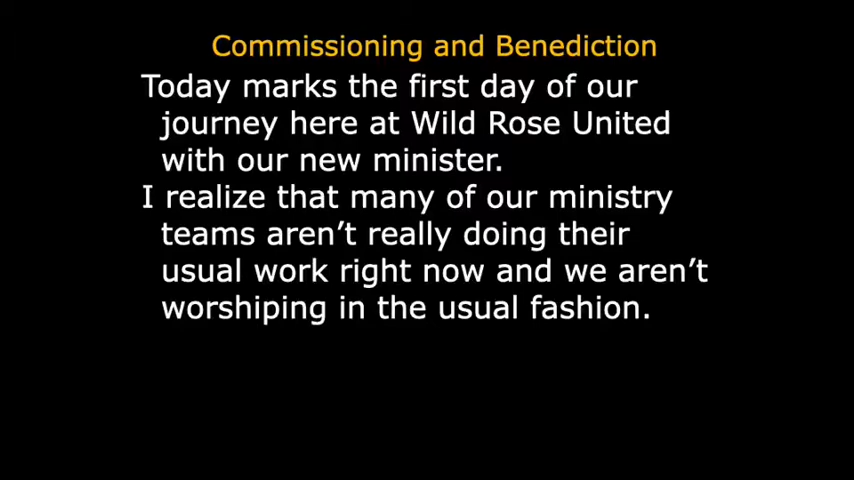 Commissioning and Benediction
Today marks the first day of our
journey here at Wild Rose United
with our new minister.
I realize that many of our ministry
teams aren’t really doing their
usual work right now and we aren’t
worshiping in the usual fashion.